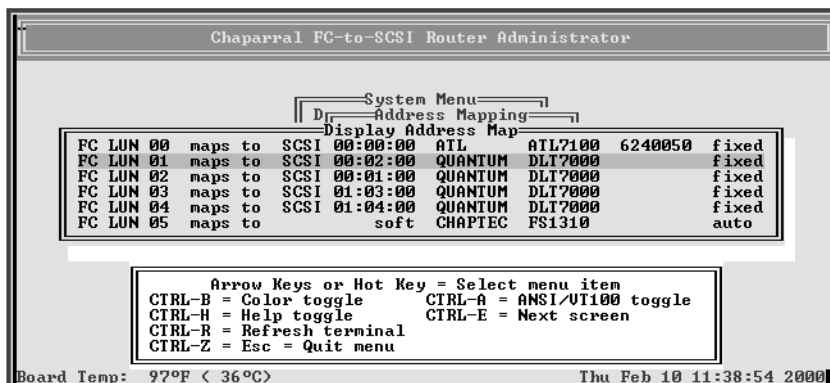 Chaparral FC-to-SCSI Router Administrator
System Menu
D Address Mapping
Display Address Map
FC LUN 00 maps to SCSI 00:00:00 ATL ATL7100 6240050 fixed
FC LUN 01 maps to SCSI 00:02:00 QUANTUM DLT7000 fixed
FC LUN 02 maps to SCSI 00:01:00 QUANTUM DLT7000 fixed
FC LUN 03 maps to SCSI 01:03:00 QUANTUM DLT7000 fixed
FC LUN 04 maps to SCSI 01:04:00 QUANTUM DLT7000 fixed
FC LUN 05 maps to soft CHAPTEC FS1310 auto
Arrow Keys or Hot Key = Select menu item
CTRL-B = Color toggle CTRL-A = ANSI/VT100 toggle
CTRL-H = Help toggle CTRL-E = Next screen
CTRL-R = Refresh terminal
CTRL-Z = Esc = Quit menu
Board Temp: 97ºF ( 36ºC) Thu Feb 10 11:38:54 2000